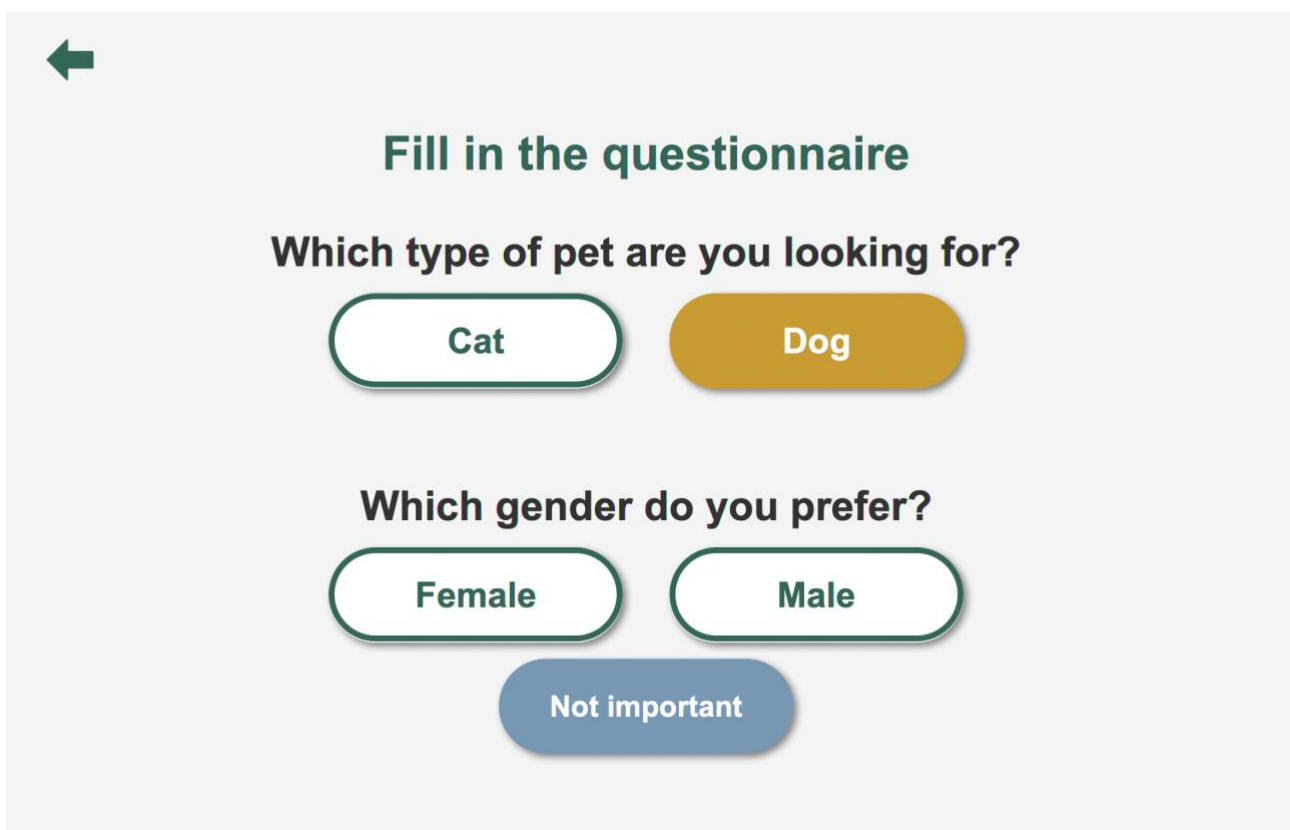 Fill in the questionnaire
Which type of pet are you looking for?
Cat Dog
Which gender do you prefer?
Female Male
Not important